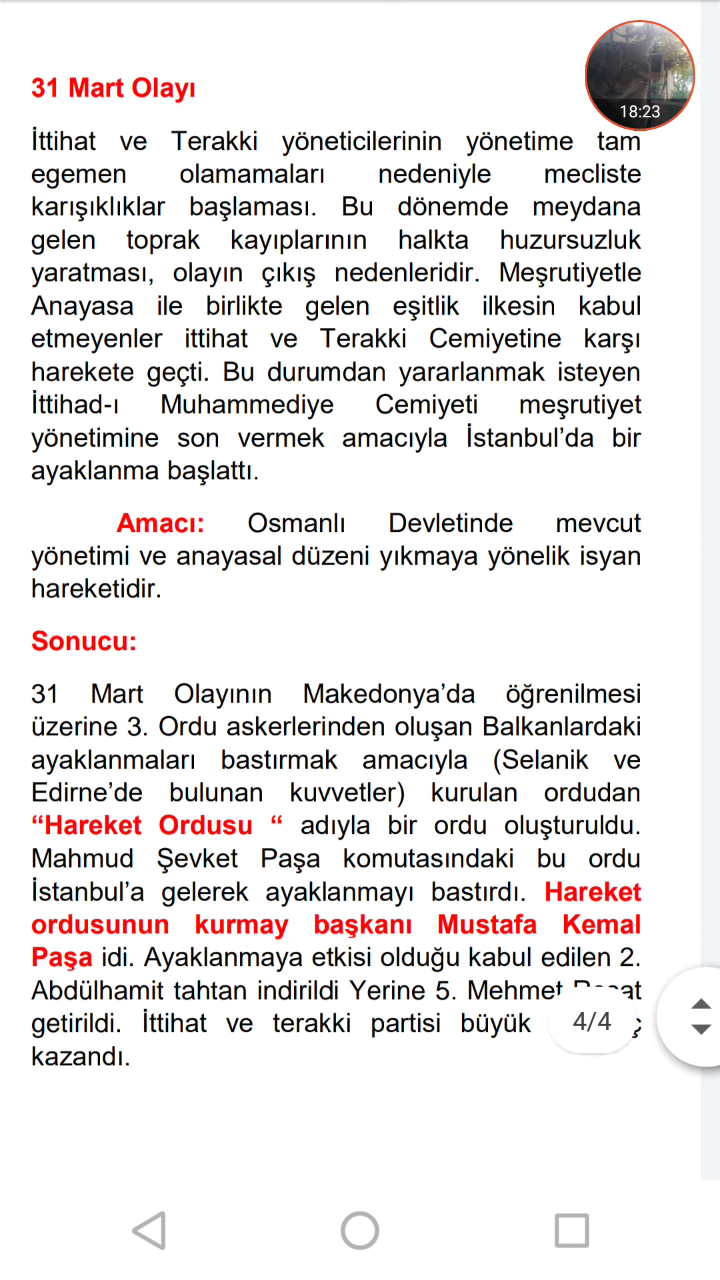 18:23
31 Mart Olayı
İttihat ve Terakki yöneticilerinin yönetime tam
egemen olamamaları nedeniyle mecliste
karışıklıklar başlaması. Bu dönemde meydana
gelen toprak kayıplarının halkta huzursuzluk
yaratması, olayın çıkış nedenleridir. Meşrutiyetle
Anayasa ile birlikte gelen eşitlik ilkesin kabul
etmeyenler ittihat ve Terakki Cemiyetine karşı
harekete geçti. Bu durumdan yararlanmak isteyen
İttihad-ı Muhammediye Cemiyeti meşrutiyet
yönetimine son vermek amacıyla İstanbul’da bir
ayaklanma başlattı.
Amacı: Osmanlı Devletinde mevcut
yönetimi ve anayasal düzeni yıkmaya yönelik isyan
hareketidir.
Sonucu:
31 Mart Olayının Makedonya’da öğrenilmesi
üzerine 3. Ordu askerlerinden oluşan Balkanlardaki
ayaklanmaları bastırmak amacıyla (Selanik ve
Edirne’de bulunan kuvvetler) kurulan ordudan
“Hareket Ordusu “ adıyla bir ordu oluşturuldu.
Mahmud Şevket Paşa komutasındaki bu ordu
İstanbul’a gelerek ayaklanmayı bastırdı. Hareket
ordusunun kurmay başkanı Mustafa Kemal
Paşa idi. Ayaklanmaya etkisi olduğu kabul edilen 2.
Abdülhamit tahtan indirildi Yerine 5. Mehmet
getirildi. İttihat ve terakki partisi büyük
kazandı.
4/4